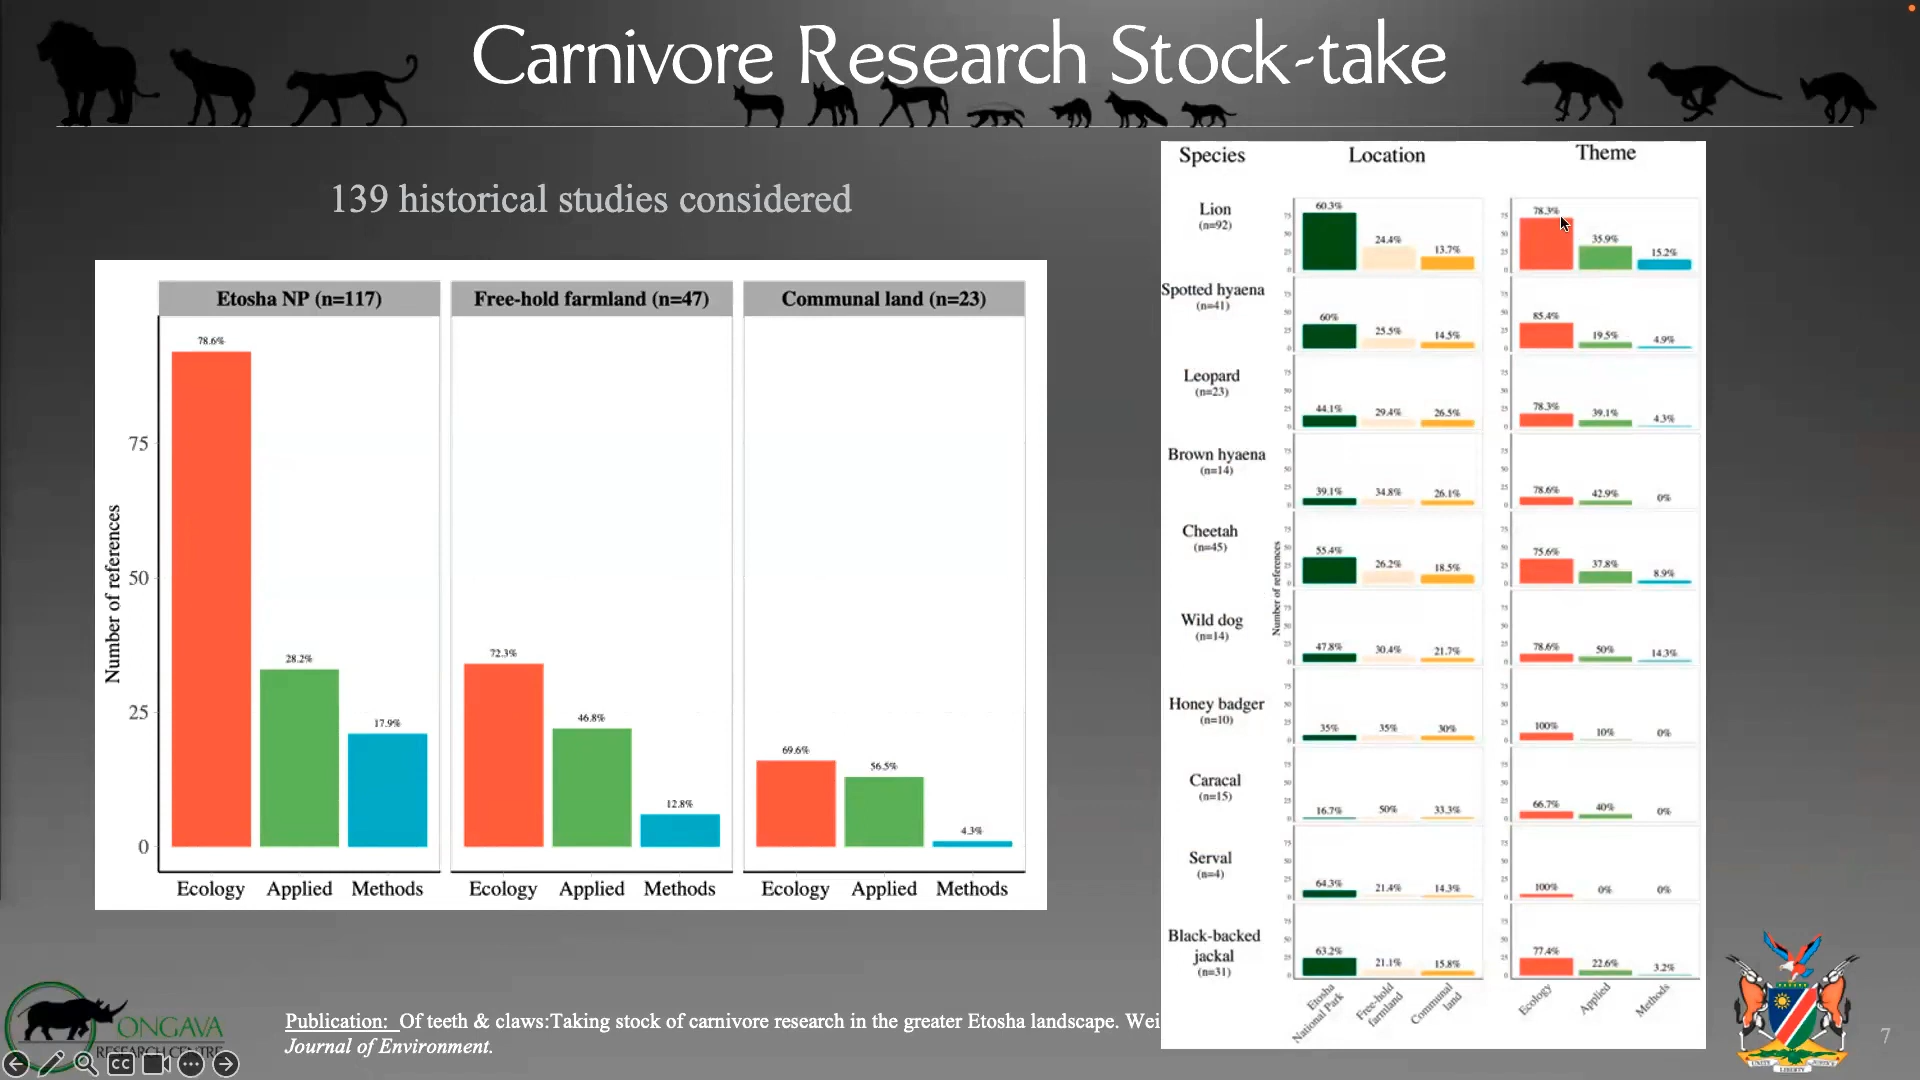 Carnivore Research Stock-take
139 historical studies considered
Etosha NP (n=117)
Free-hold farmland (n=47)
Communal land (n=23)
Number of references
75
50
25
0
78.6%
28.2%
17.9%
72.3%
46.8%
12.8%
69.6%
56.5%
4.3%
Ecology Applied Methods
Ecology Applied Methods
Ecology Applied Methods
Species Location Theme
Lion
(n=92)
60.3% 24.4% 13.7%
78.3% 35.9% 15.2%
Spotted hyaena
(n=41)
60% 25.5% 14.5%
85.4% 19.5% 4.9%
Leopard
(n=23)
44.1% 29.4% 26.5%
78.3% 39.1% 4.3%
Brown hyaena
(n=14)
39.1% 34.8% 26.1%
78.6% 42.9% 0%
Cheetah
(n=45)
55.4% 26.2% 18.5%
75.6% 37.8% 8.9%
Number of references
Wild dog
(n=14)
47.8% 30.4% 21.7%
78.6% 50% 14.3%
Honey badger
(n=10)
35% 35% 30%
100% 10% 0%
Caracal
(n=15)
16.7% 50% 33.3%
66.7% 40% 0%
Serval
(n=4)
64.3% 21.4% 14.3%
100% 0% 0%
Black-backed
jackal
(n=31)
63.2% 21.1% 15.8%
77.4% 22.6% 3.2%
Etosha
National Park
Free-hold
farmland
Communal
land
Ecology
Applied
Methods
Publication: Of teeth & claws:Taking stock of carnivore research in the greater Etosha landscape. Wei
Journal of Environment.
ONGAVA
RESEARCH CENTRE
CC
UNITY LIBERTY JUSTICE
7